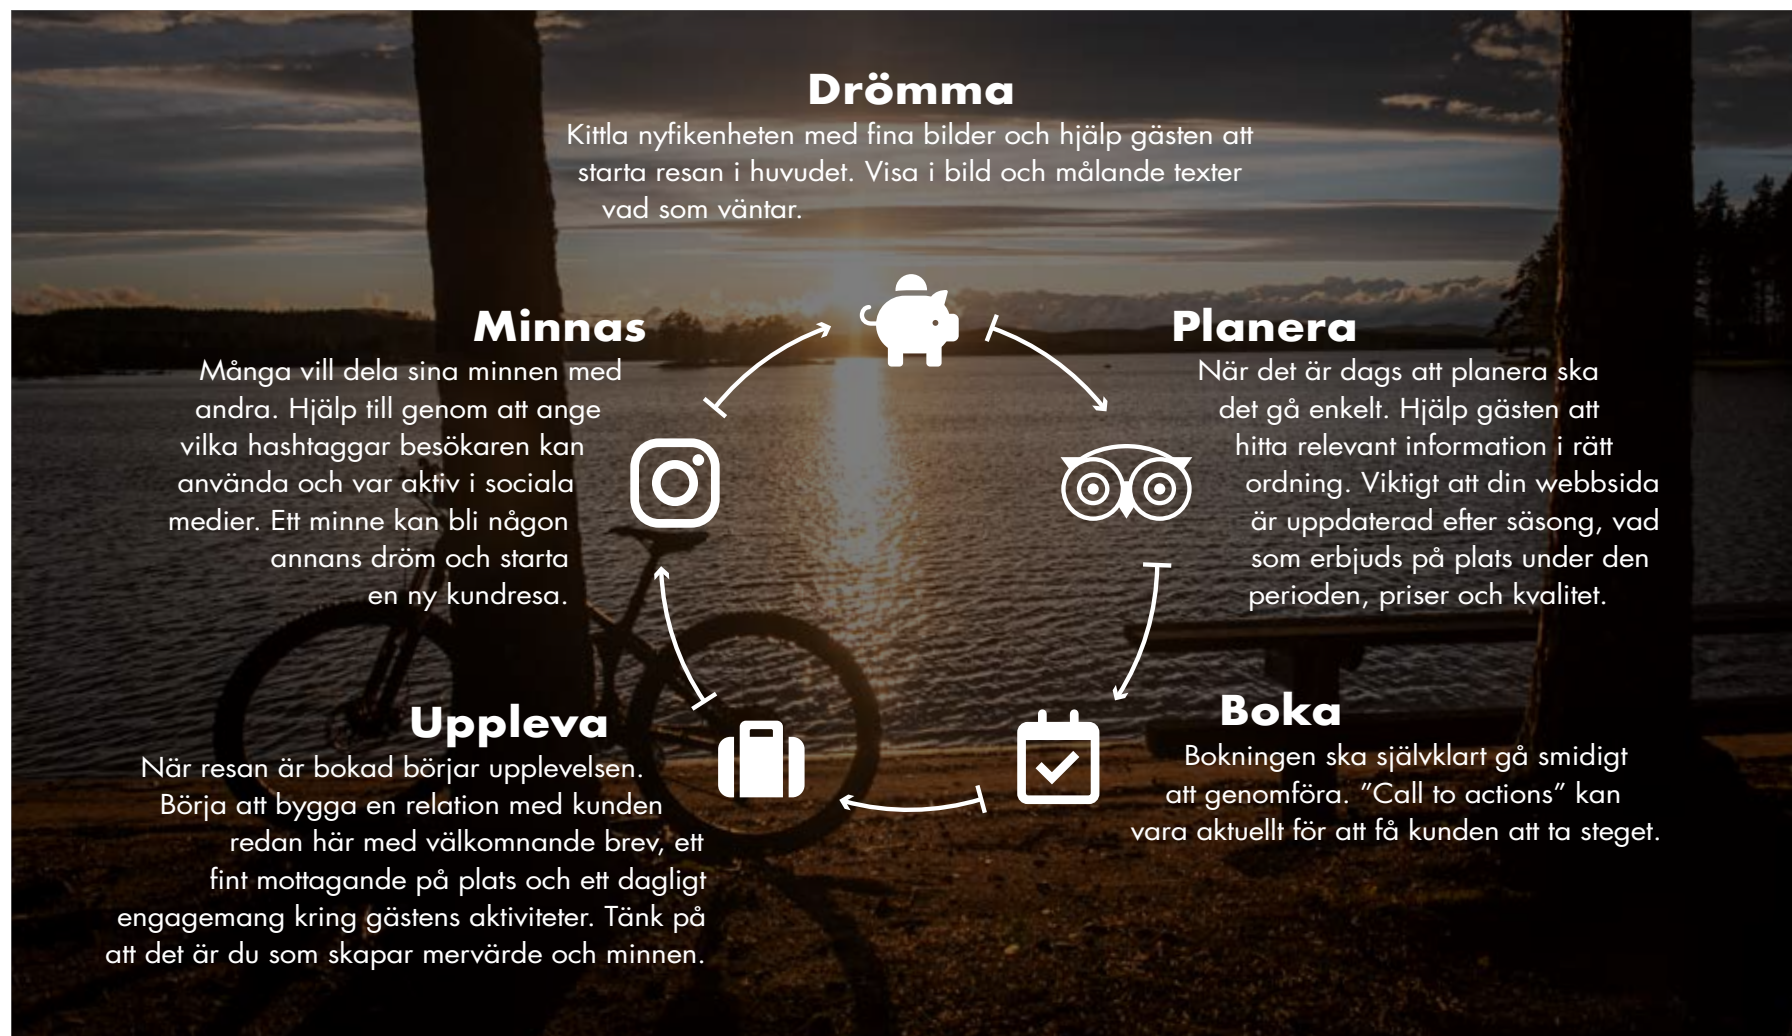 Drömma
Kittla nyfikenheten med fina bilder och hjälp gästen att
starta resan i huvudet. Visa i bild och målande texter
vad som väntar.
Minnas
Många vill dela sina minnen med
andra. Hjälp till genom att ange
vilka hashtaggar besökaren kan
använda och var aktiv i sociala
medier. Ett minne kan bli någon
annans dröm och starta
en ny kundresa.
Planera
När det är dags att planera ska
det gå enkelt. Hjälp gästen att
hitta relevant information i rätt
ordning. Viktigt att din webbsida
är uppdaterad efter säsong, vad
som erbjuds på plats under den
perioden, priser och kvalitet.
Uppleva
När resan är bokad börjar upplevelsen.
Börja att bygga en relation med kunden
redan här med välkomnande brev, ett
fint mottagande på plats och ett dagligt
engagemang kring gästens aktiviteter. Tänk på
att det är du som skapar mervärde och minnen.
Boka
Bokningen ska självklart gå smidigt
att genomföra. ”Call to actions” kan
vara aktuellt för att få kunden att ta steget.